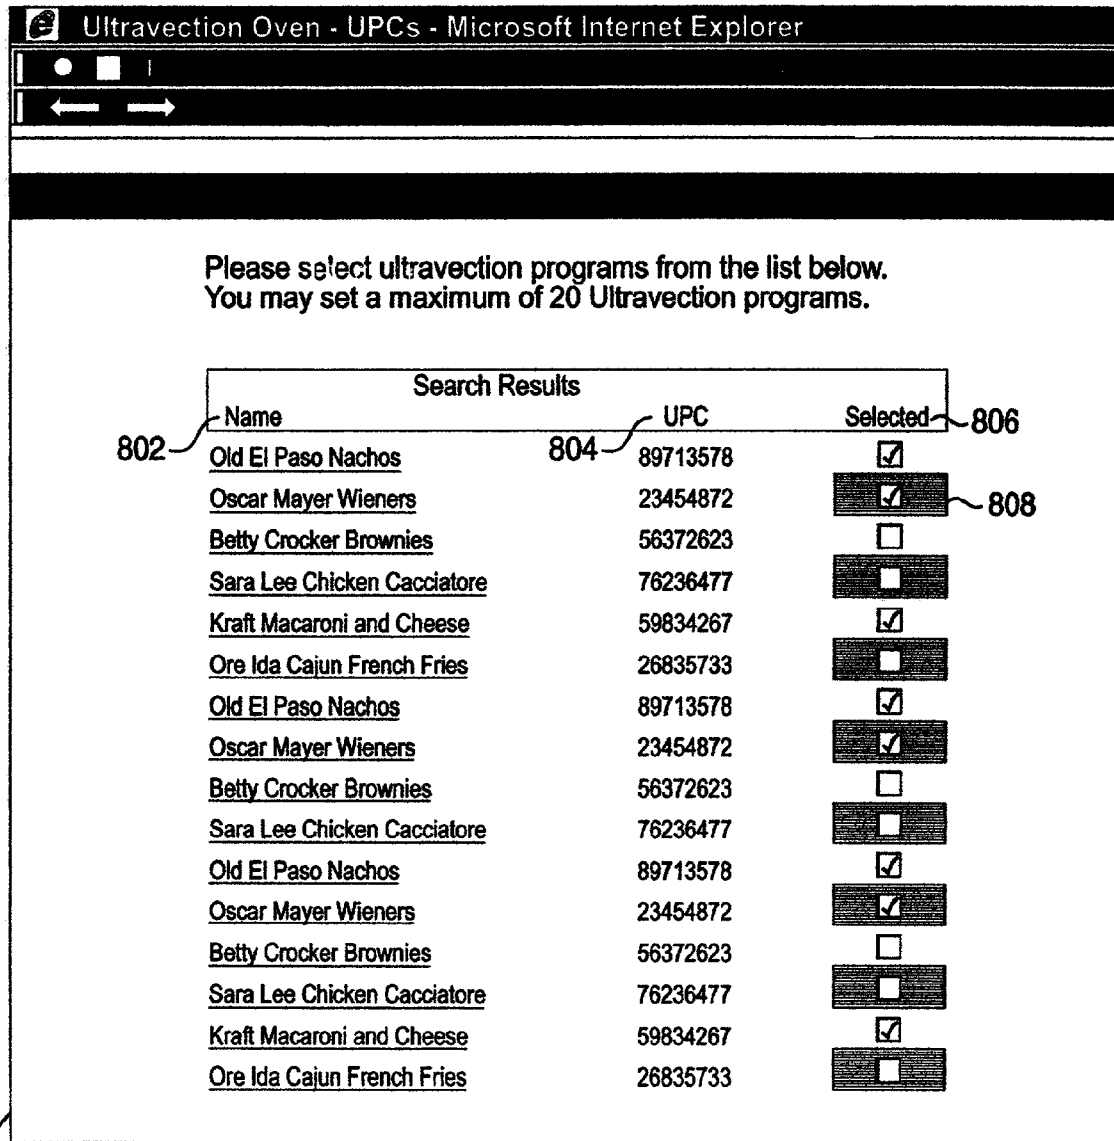 Ultravection Oven - UPCs - Microsoft Internet Explorer
Please select ultravection programs from the list below.
You may set a maximum of 20 Ultravection programs.
Search Results
Name UPC Selected 806
802 Old El Paso Nachos 804 89713578
Oscar Mayer Wieners 23454872 808
Betty Crocker Brownies 56372623
Sara Lee Chicken Cacciatore 76236477
Kraft Macaroni and Cheese 59834267
Ore Ida Cajun French Fries 26835733
Old El Paso Nachos 89713578
Oscar Mayer Wieners 23454872
Betty Crocker Brownies 56372623
Sara Lee Chicken Cacciatore 76236477
Old El Paso Nachos 89713578
Oscar Mayer Wieners 23454872
Betty Crocker Brownies 56372623
Sara Lee Chicken Cacciatore 76236477
Kraft Macaroni and Cheese 59834267
Ore Ida Cajun French Fries 26835733